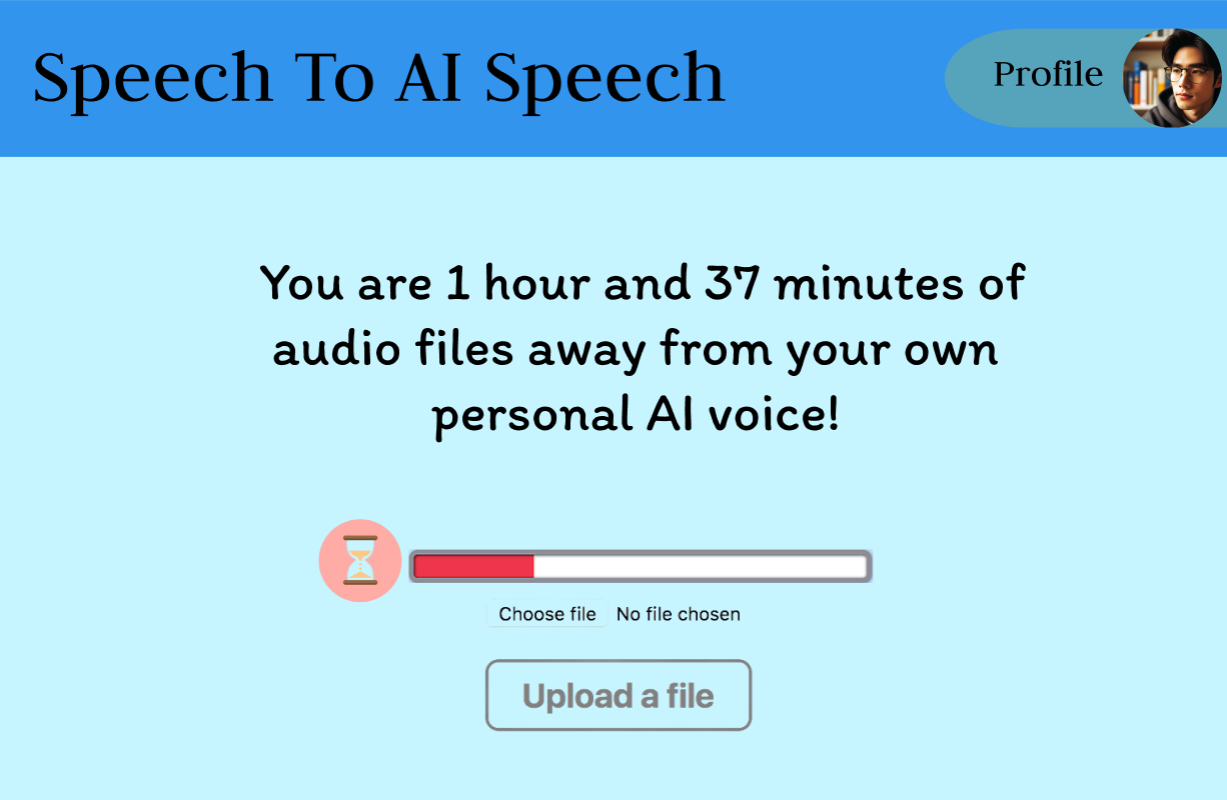 Speech To AI Speech
Profile
You are 1 hour and 37 minutes of
audio files away from your own
personal AI voice!
Choose file No file chosen
Upload a file